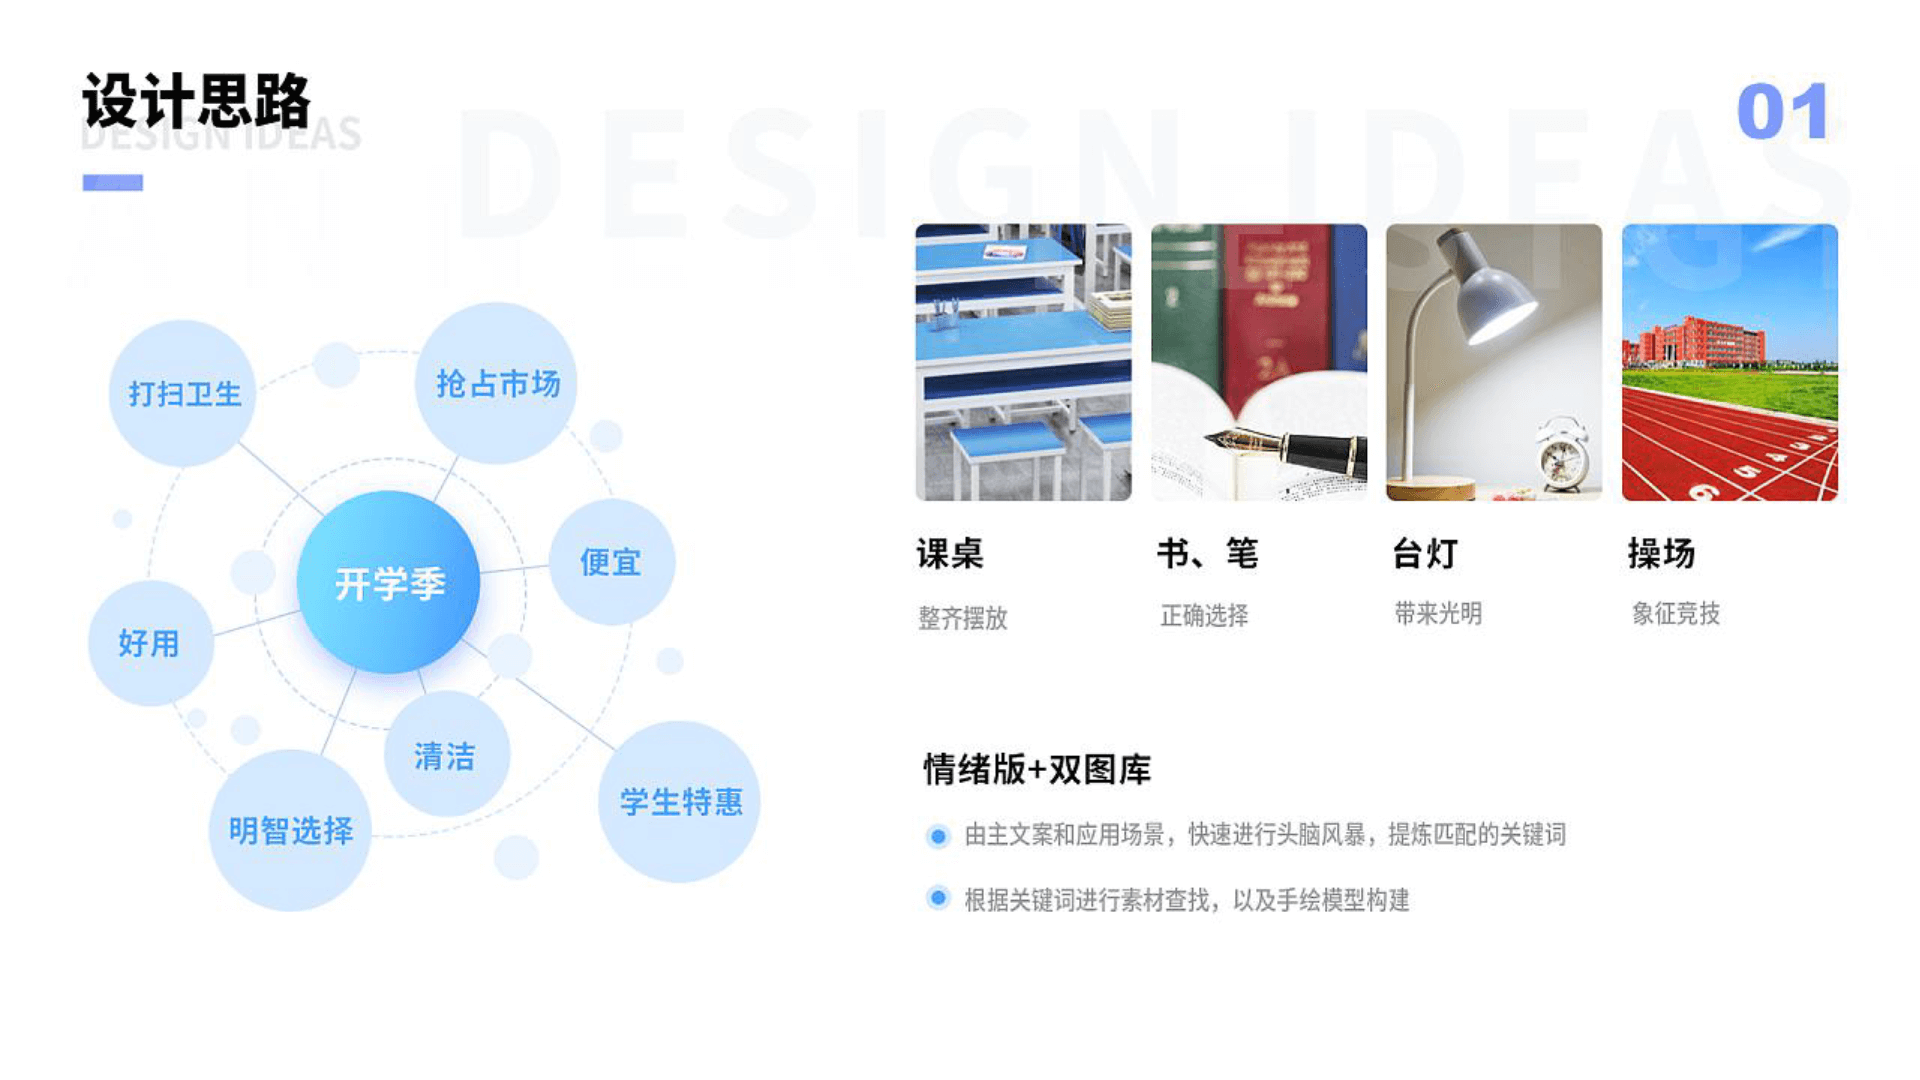 设计思路
DESIGN IDEAS
DESIGN IDEAS
01
打扫卫生
抢占市场
便宜
开学季
好用
清洁
明智选择
学生特惠
课桌
整齐摆放
书、笔
正确选择
台灯
带来光明
操场
象征竞技
情绪版+双图库
由主文案和应用场景，快速进行头脑风暴，提炼匹配的关键词
根据关键词进行素材查找，以及手绘模型构建